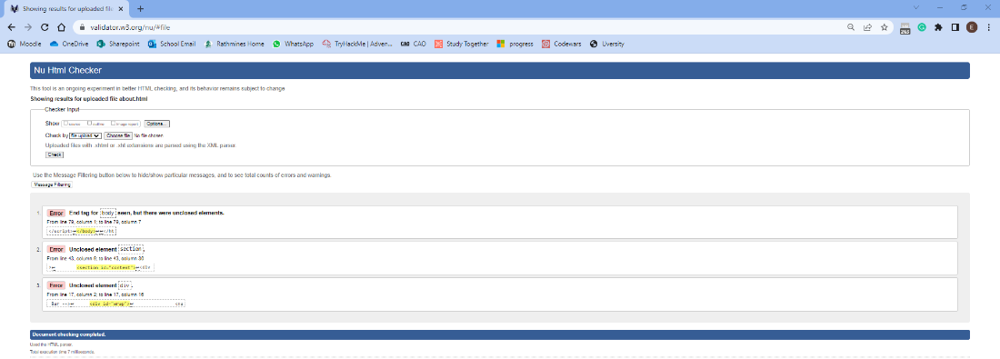 Showing results for uploaded file
validator.w3.org/nu/#file
Moodle OneDrive Sharepoint School Email Rathmines Home WhatsApp TryHackMe | Adven... CAO CAO Study Together progress Codewars Uversity
Nu Html Checker
This tool is an ongoing experiment in better HTML checking, and its behavior remains subject to change
Showing results for uploaded file about.html
Checker Input
Show source outline image report Options...
Check by file upload Choose file No file chosen
Uploaded files with .xhtml or .xht extensions are parsed using the XML parser.
Check
Use the Message Filtering button below to hide/show particular messages, and to see total counts of errors and warnings.
Message Filtering
1. Error End tag for body seen, but there were unclosed elements.
From line 79, column 1; to line 79, column 7
</script>↩</body>↩↩</ht
2. Error Unclosed element section.
From line 43, column 9; to line 43, column 30
>↩ <section id="content">↩<div
3. Error Unclosed element div.
From line 17, column 2; to line 17, column 16
Bar -->↩ <div id="wrap">↩ <na
Document checking completed.
Used the HTML parser.
Total execution time 7 milliseconds.